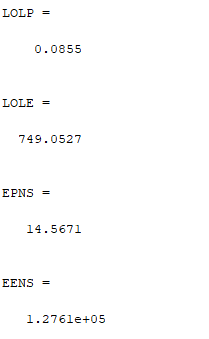 LOLP =
0.0855
LOLE =
749.0527
EPNS =
14.5671
EENS =
1.2761e+05